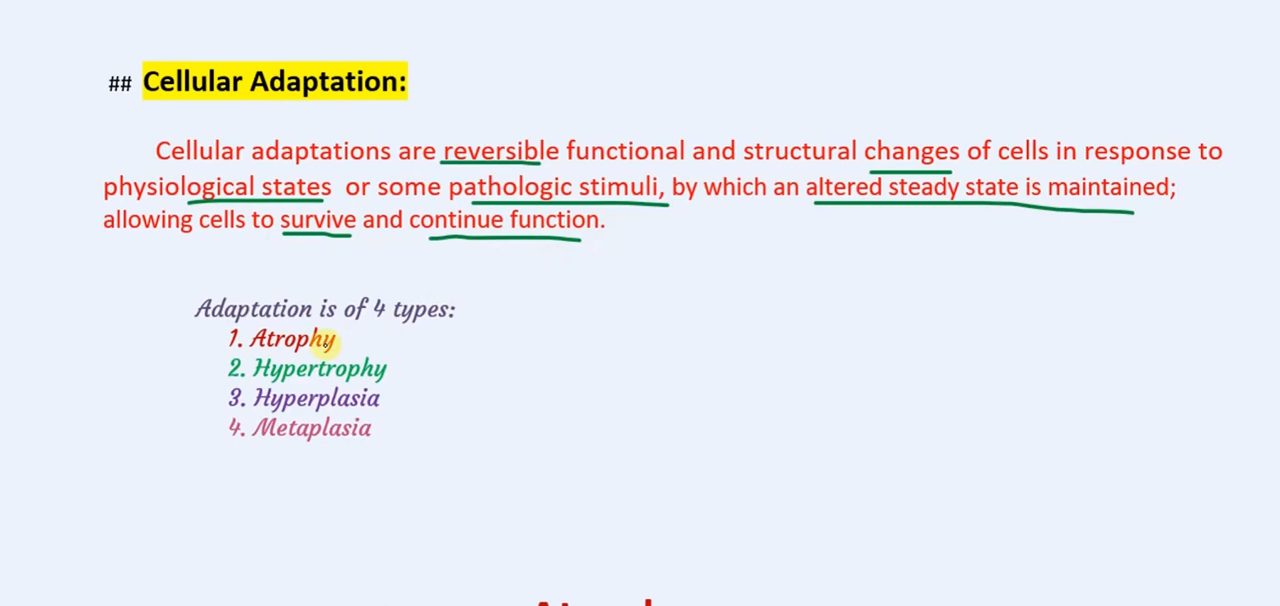 ## Cellular Adaptation:
Cellular adaptations are reversible functional and structural changes of cells in response to
physiological states or some pathologic stimuli, by which an altered steady state is maintained;
allowing cells to survive and continue function.
Adaptation is of 4 types:
1. Atrophy
2. Hypertrophy
3. Hyperplasia
4. Metaplasia